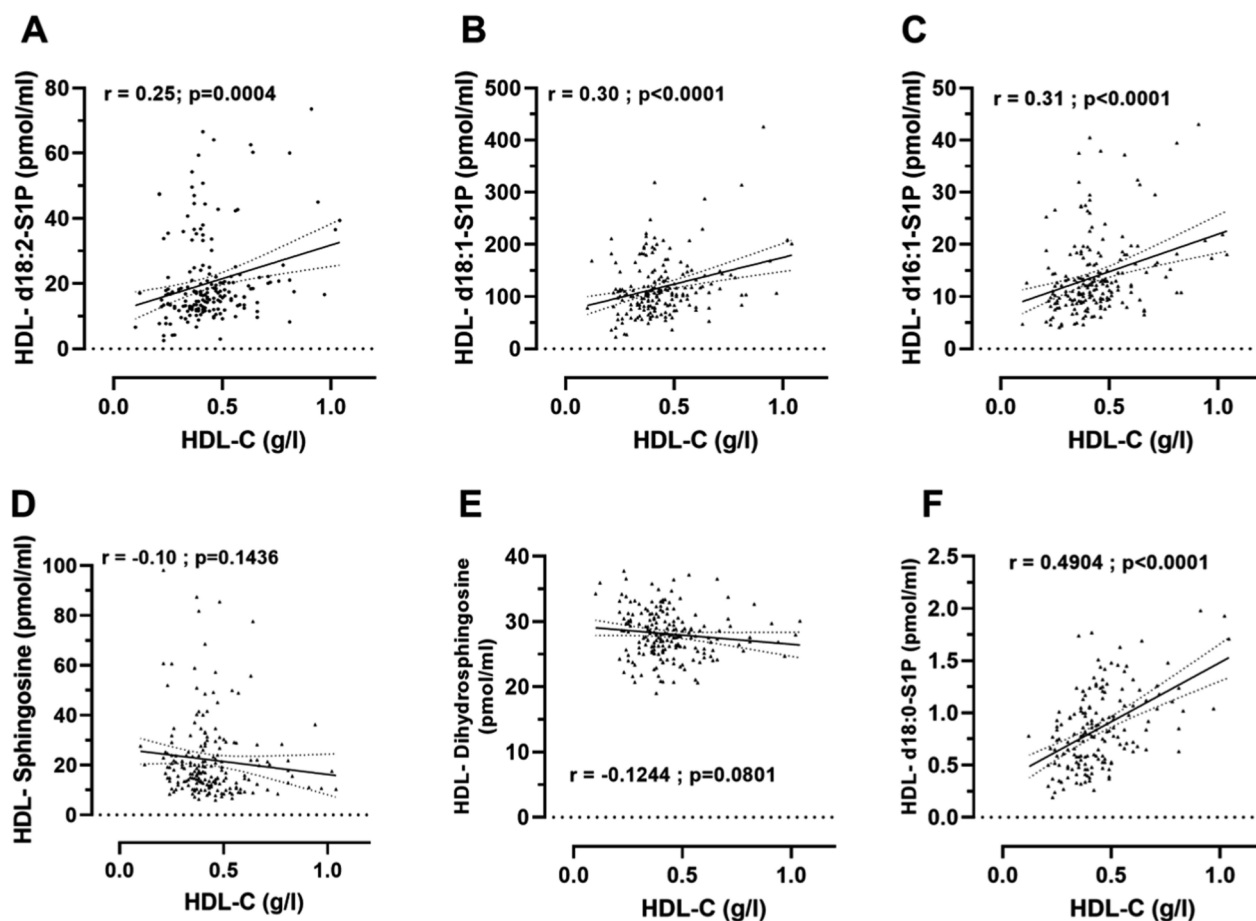 A
r = 0.25; p=0.0004
HDL- d18:2-S1P (pmol/ml)
80
60
40
20
0
0.0 0.5 1.0
HDL-C (g/l)
B
r = 0.30 ; p<0.0001
HDL- d18:1-S1P (pmol/ml)
500
400
300
200
100
0
0.0 0.5 1.0
HDL-C (g/l)
C
r = 0.31 ; p<0.0001
HDL- d16:1-S1P (pmol/ml)
50
40
30
20
10
0
0.0 0.5 1.0
HDL-C (g/l)
D
r = -0.10 ; p=0.1436
HDL- Sphingosine (pmol/ml)
100
80
60
40
20
0
0.0 0.5 1.0
HDL-C (g/l)
E
HDL- Dihydrosphingosine
(pmol/ml)
40
30
20
10
0
r = -0.1244 ; p=0.0801
0.0 0.5 1.0
HDL-C (g/l)
F
r = 0.4904 ; p<0.0001
HDL- d18:0-S1P (pmol/ml)
2.5
2.0
1.5
1.0
0.5
0.0
0.0 0.5 1.0
HDL-C (g/l)